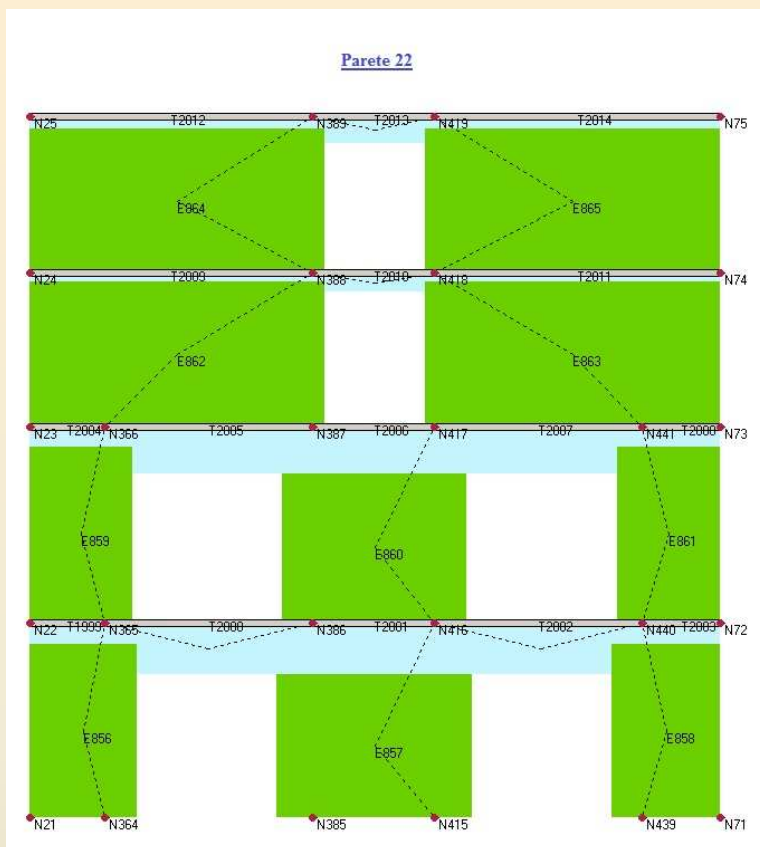 Parete 22
N25 T2012 N389 T2013 N419 T2014 N75
E864 E865
N24 T2009 N388 T2010 N418 T2011 N74
E862 E863
N23 T2004 N366 T2005 N387 T2006 N417 T2007 N441 T2008 N73
E859 E860 E861
N22 T1999 N365 T2000 N386 T2001 N416 T2002 N440 T2003 N72
E856 E857 E858
N21 N364 N385 N415 N439 N71